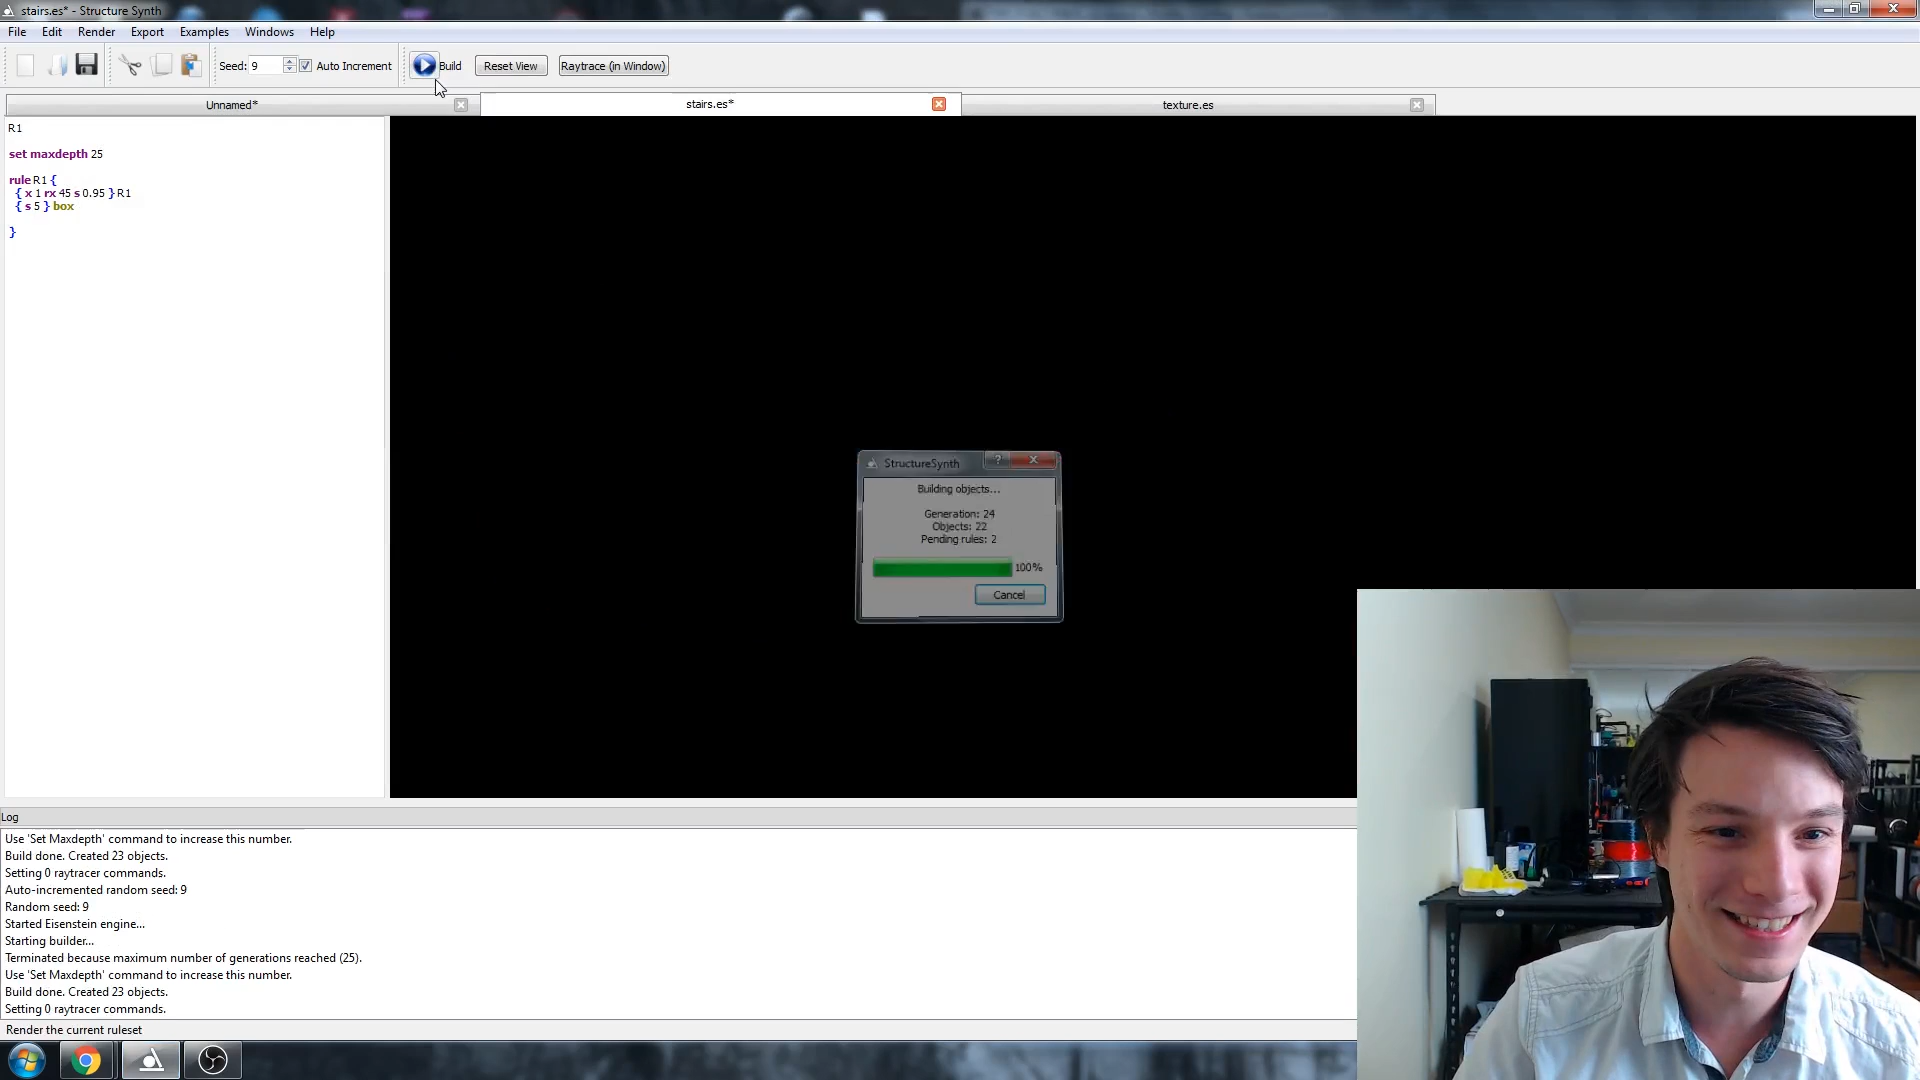 stairs.es* - Structure Synth
File Edit Render Export Examples Windows Help
Seed: 9 Auto Increment Build Reset View Raytrace (in Window)
Unnamed* stairs.es* texture.es
R1
set maxdepth 25
rule R1 {
{ x 1 rx 45 s 0.95 } R1
{ s 5 } box
}
StructureSynth
Building objects...
Generation: 24
Objects: 22
Pending rules: 2
100%
Cancel
Log
Use 'Set Maxdepth' command to increase this number.
Build done. Created 23 objects.
Setting 0 raytracer commands.
Auto-incremented random seed: 9
Random seed: 9
Started Eisenstein engine...
Starting builder...
Terminated because maximum number of generations reached (25).
Use 'Set Maxdepth' command to increase this number.
Build done. Created 23 objects.
Setting 0 raytracer commands.
Render the current ruleset